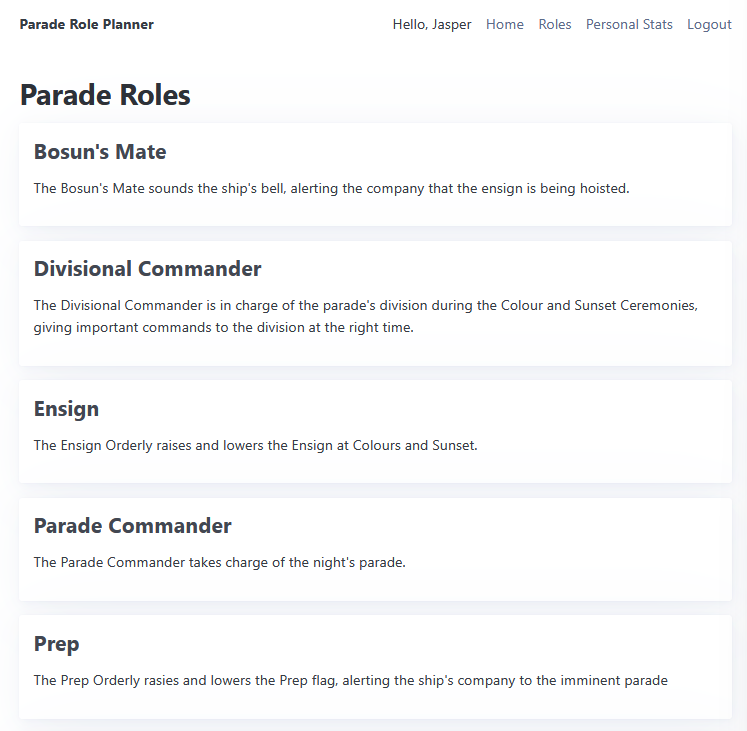 Parade Role Planner Hello, Jasper Home Roles Personal Stats Logout
Parade Roles
Bosun's Mate
The Bosun's Mate sounds the ship's bell, alerting the company that the ensign is being hoisted.
Divisional Commander
The Divisional Commander is in charge of the parade's division during the Colour and Sunset Ceremonies,
giving important commands to the division at the right time.
Ensign
The Ensign Orderly raises and lowers the Ensign at Colours and Sunset.
Parade Commander
The Parade Commander takes charge of the night's parade.
Prep
The Prep Orderly rasies and lowers the Prep flag, alerting the ship's company to the imminent parade